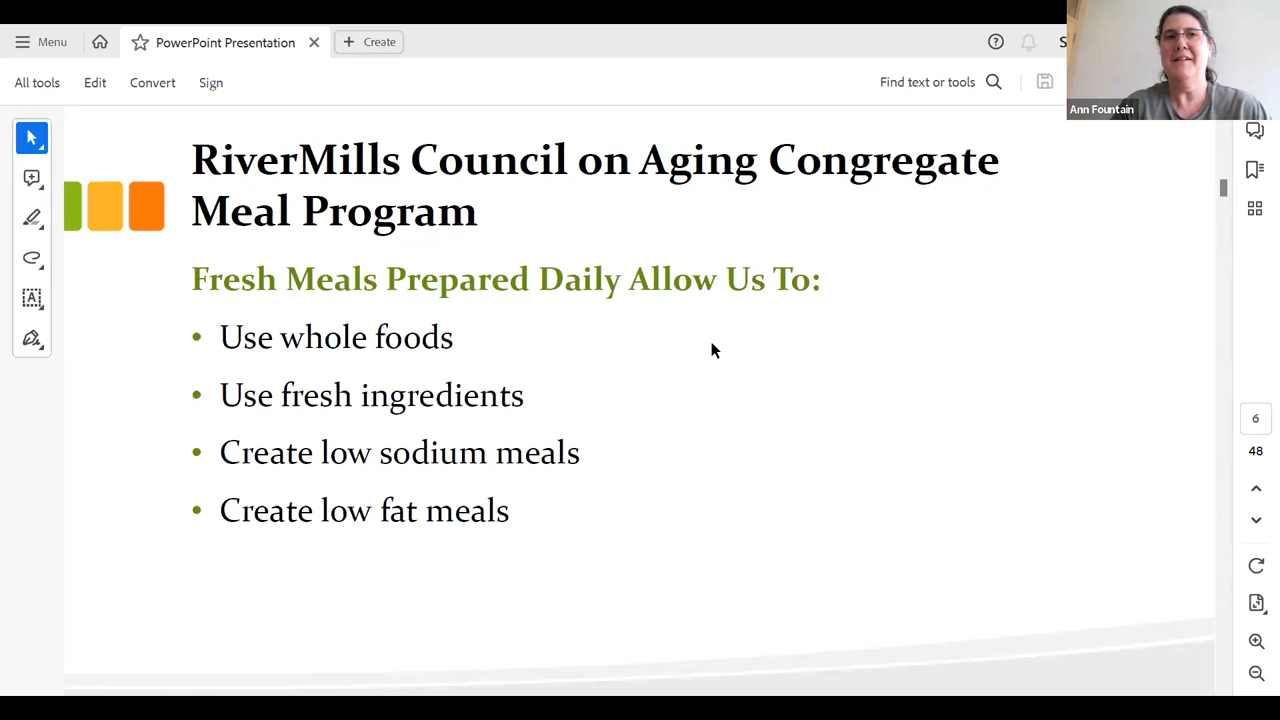 Menu
PowerPoint Presentation
Create
S
All tools
Edit
Convert
Sign
Find text or tools
Ann Fountain
RiverMills Council on Aging Congregate
Meal Program
Fresh Meals Prepared Daily Allow Us To:
• Use whole foods
• Use fresh ingredients
• Create low sodium meals
• Create low fat meals
6
48